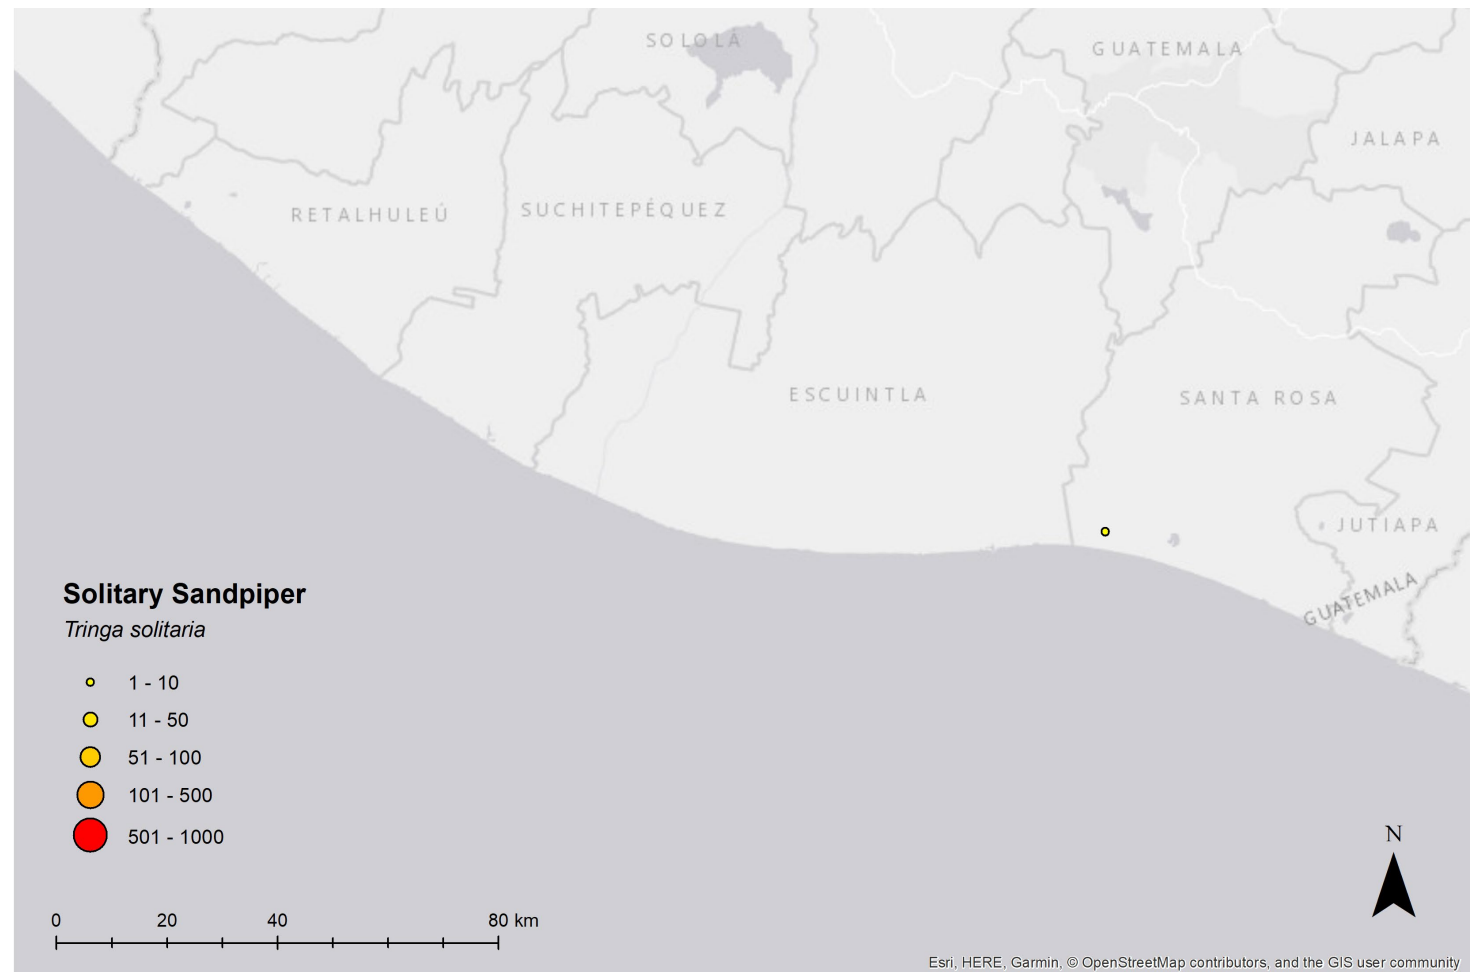 SOLOLÁ
GUATEMALA
JALAPA
RETALHULEÚ
SUCHITEPÉQUEZ
ESCUINTLA
SANTA ROSA
JUTIAPA
GUATEMALA
Solitary Sandpiper
Tringa solitaria
1 - 10
11 - 50
51 - 100
101 - 500
501 - 1000
N
0 20 40 80 km
Esri, HERE, Garmin, © OpenStreetMap contributors, and the GIS user community